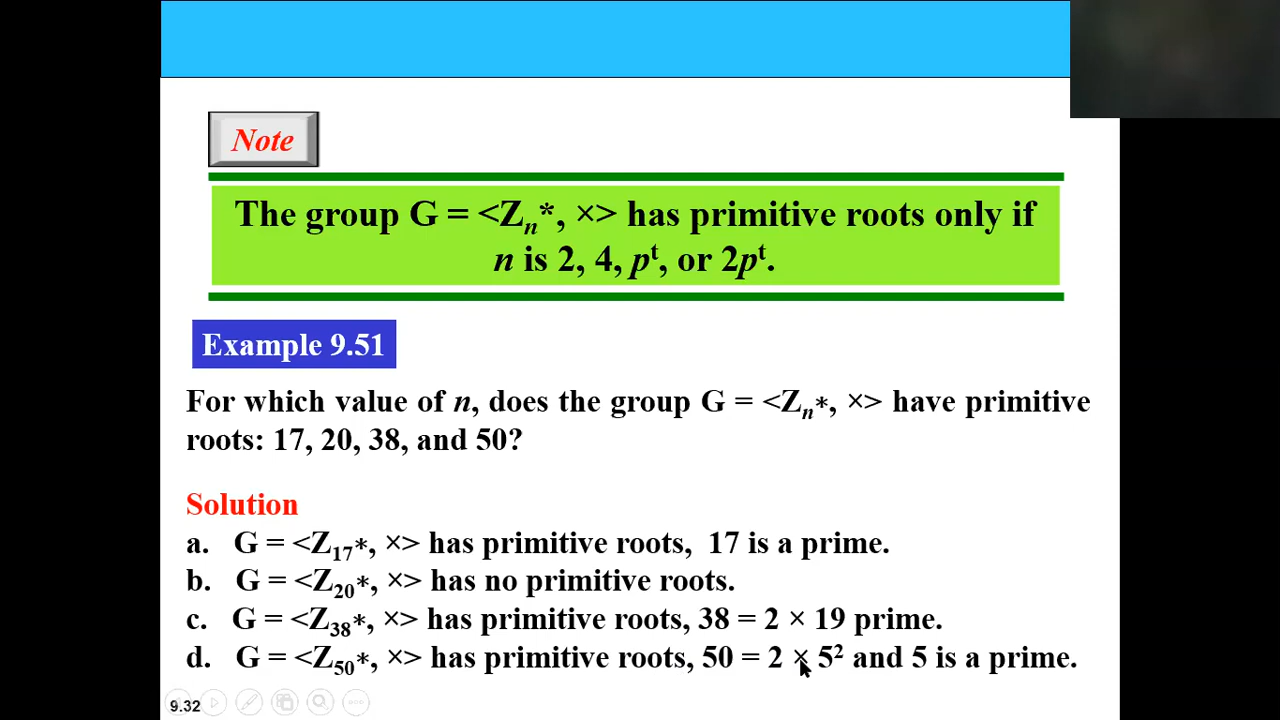 Note
The group G = <Zn*, ×> has primitive roots only if
n is 2, 4, pᵗ, or 2pᵗ.
Example 9.51
For which value of n, does the group G = <Zn∗, ×> have primitive
roots: 17, 20, 38, and 50?
Solution
a. G = <Z₁₇∗, ×> has primitive roots, 17 is a prime.
b. G = <Z₂₀∗, ×> has no primitive roots.
c. G = <Z₃₈∗, ×> has primitive roots, 38 = 2 × 19 prime.
d. G = <Z₅₀∗, ×> has primitive roots, 50 = 2 × 5² and 5 is a prime.
9.32